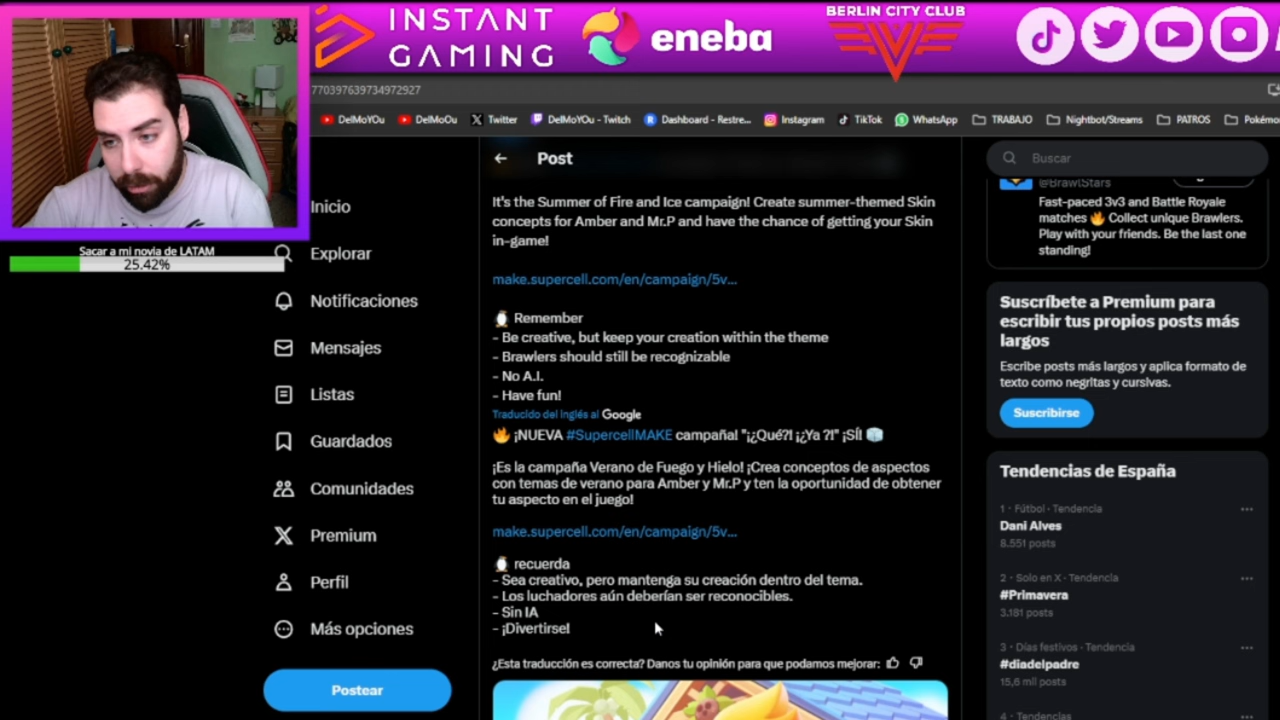 INSTANT
GAMING
eneba
BERLIN CITY CLUB
770397639734972927
DelMoYOu
DelMoOu
Twitter
DelMoYOu - Twitch
Dashboard - Restre...
Instagram
TikTok
WhatsApp
TRABAJO
Nightbot/Streams
PATROS
Pokémo
Sacar a mi novia de LATAM
25.42%
Inicio
Explorar
Notificaciones
Mensajes
Listas
Guardados
Comunidades
Premium
Perfil
Más opciones
Postear
Post
It's the Summer of Fire and Ice campaign! Create summer-themed Skin
concepts for Amber and Mr.P and have the chance of getting your Skin
in-game!
make.supercell.com/en/campaign/5v...
Remember
- Be creative, but keep your creation within the theme
- Brawlers should still be recognizable
- No A.I.
- Have fun!
Traducido del inglés al Google
¡NUEVA #SupercellMAKE campaña! "¡¿Qué?! ¡¿Ya ?!" ¡SÍ!
¡Es la campaña Verano de Fuego y Hielo! ¡Crea conceptos de aspectos
con temas de verano para Amber y Mr.P y ten la oportunidad de obtener
tu aspecto en el juego!
make.supercell.com/en/campaign/5v...
recuerda
- Sea creativo, pero mantenga su creación dentro del tema.
- Los luchadores aún deberían ser reconocibles.
- Sin IA
- ¡Divertirse!
¿Esta traducción es correcta? Danos tu opinión para que podamos mejorar:
Buscar
@BrawlStars
Fast-paced 3v3 and Battle Royale
matches 🔥 Collect unique Brawlers.
Play with your friends. Be the last one
standing!
Suscríbete a Premium para
escribir tus propios posts más
largos
Escribe posts más largos y aplica formato de
texto como negritas y cursivas.
Suscribirse
Tendencias de España
1 · Fútbol · Tendencia
Dani Alves
8.551 posts
2 · Solo en X · Tendencia
#Primavera
3.181 posts
3 · Días festivos · Tendencia
#diadelpadre
15,6 mil posts
4 · Tendencias